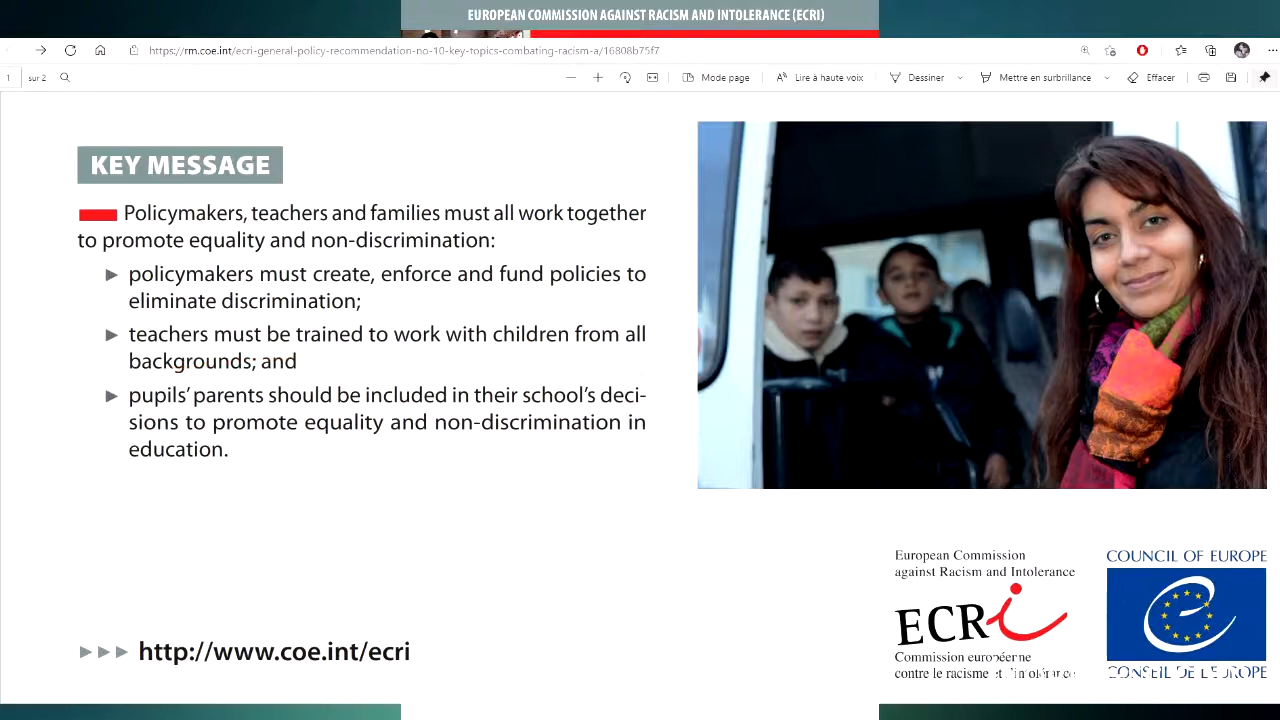 EUROPEAN COMMISSION AGAINST RACISM AND INTOLERANCE (ECRI)
https://rm.coe.int/ecri-general-policy-recommendation-no-10-key-topics-combating-racism-a/16808b75f7
1 sur 2 Mode page Lire à haute voix Dessiner Mettre en surbrillance Effacer
KEY MESSAGE
Policymakers, teachers and families must all work together
to promote equality and non-discrimination:
▶ policymakers must create, enforce and fund policies to
eliminate discrimination;
▶ teachers must be trained to work with children from all
backgrounds; and
▶ pupils' parents should be included in their school's deci-
sions to promote equality and non-discrimination in
education.
▶▶▶ http://www.coe.int/ecri
European Commission
against Racism and Intolerance
ECRI
Commission européenne
contre le racisme et l'intolérance
COUNCIL OF EUROPE
CONSEIL DE L'EUROPE